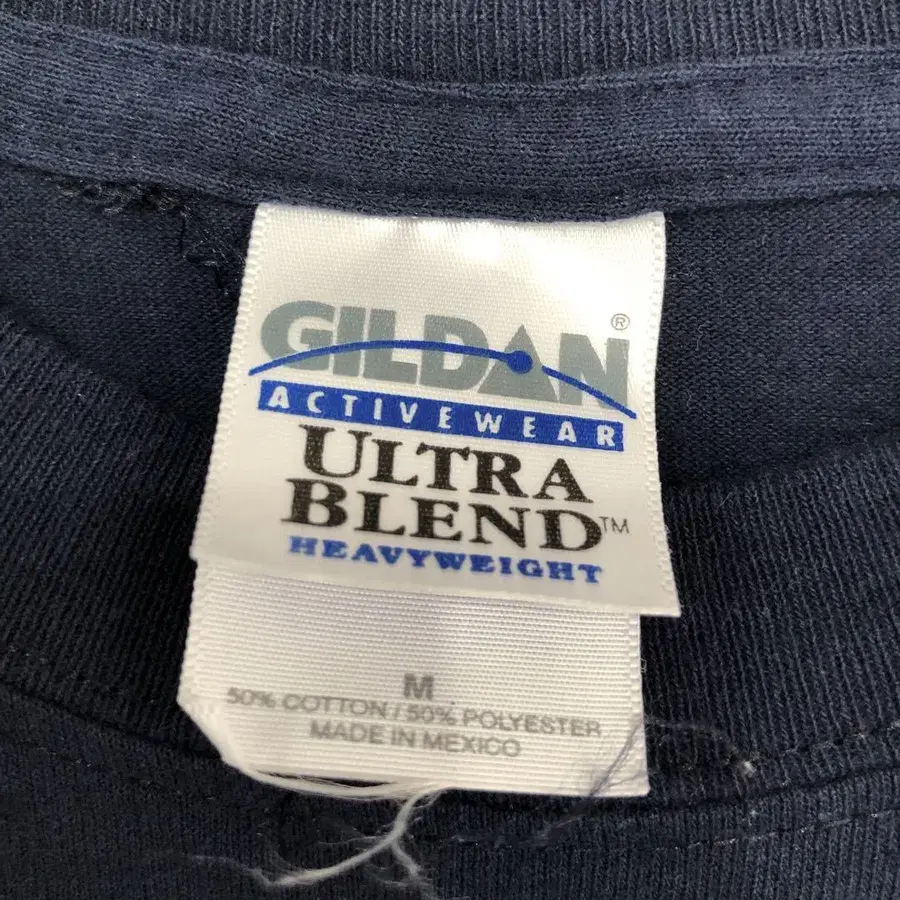 GILDAN®
ACTIVEWEAR
ULTRA
BLEND™
HEAVYWEIGHT
M
50% COTTON / 50% POLYESTER
MADE IN MEXICO